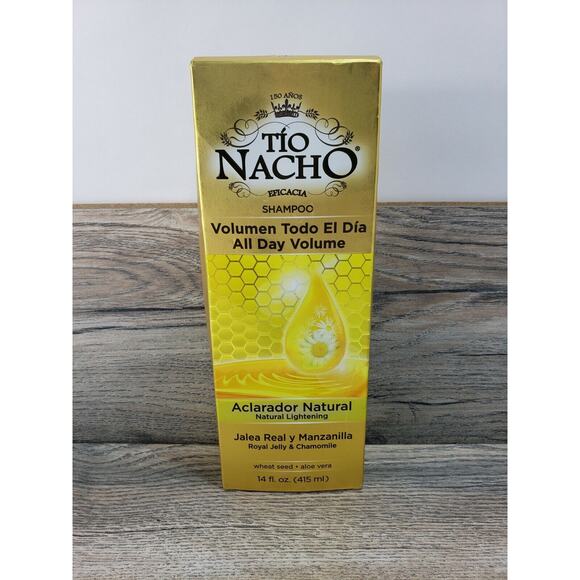 150 AÑOS
TÍO
NACHO®
EFICACIA
SHAMPOO
Volumen Todo El Día
All Day Volume
Aclarador Natural
Natural Lightening
Jalea Real y Manzanilla
Royal Jelly & Chamomile
wheat seed • aloe vera
14 fl. oz. (415 ml)